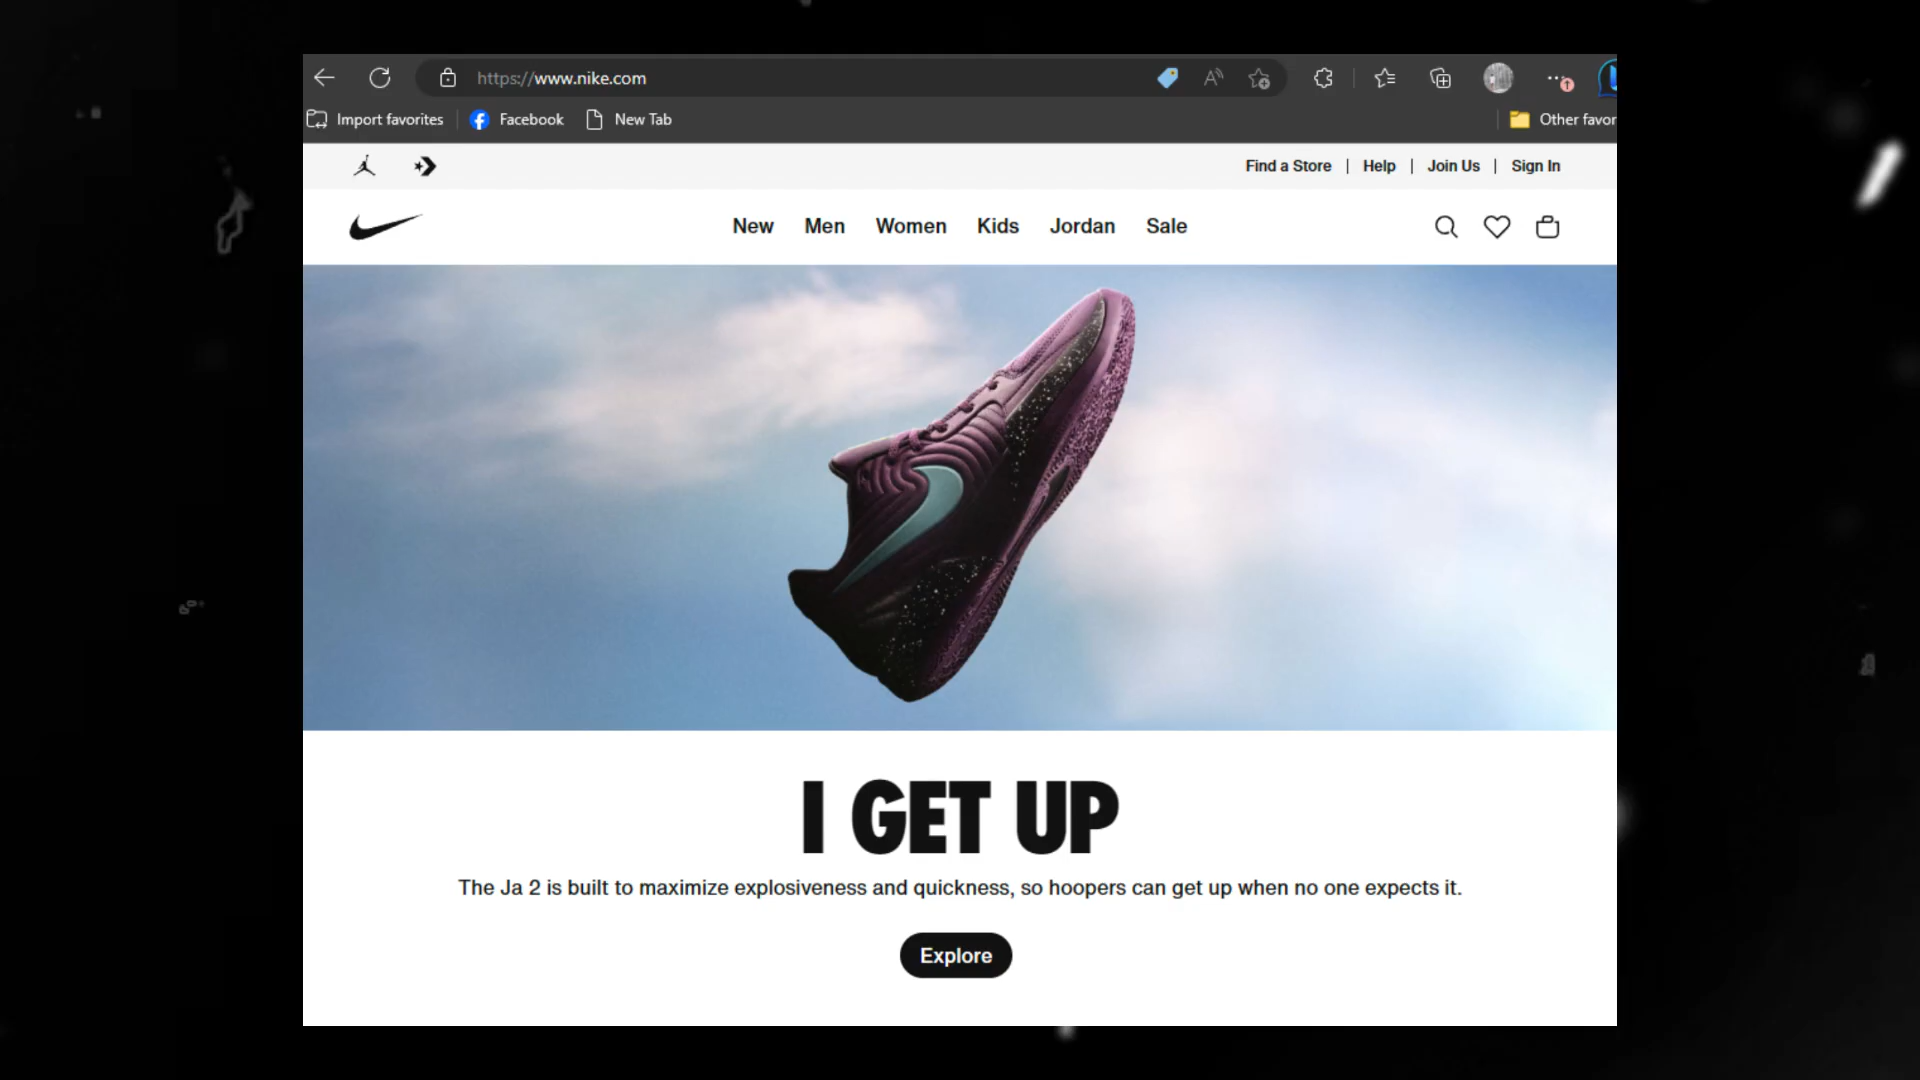 https://www.nike.com
Import favorites | Facebook New Tab | Other favor
Find a Store | Help | Join Us | Sign In
New Men Women Kids Jordan Sale
I GET UP
The Ja 2 is built to maximize explosiveness and quickness, so hoopers can get up when no one expects it.
Explore